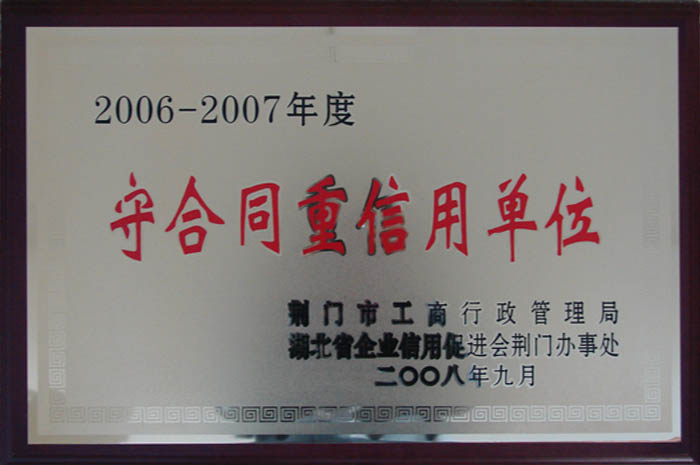 2006-2007年度
守合同重信用单位
荆门市工商行政管理局
湖北省企业信用促进会荆门办事处
二〇〇八年九月